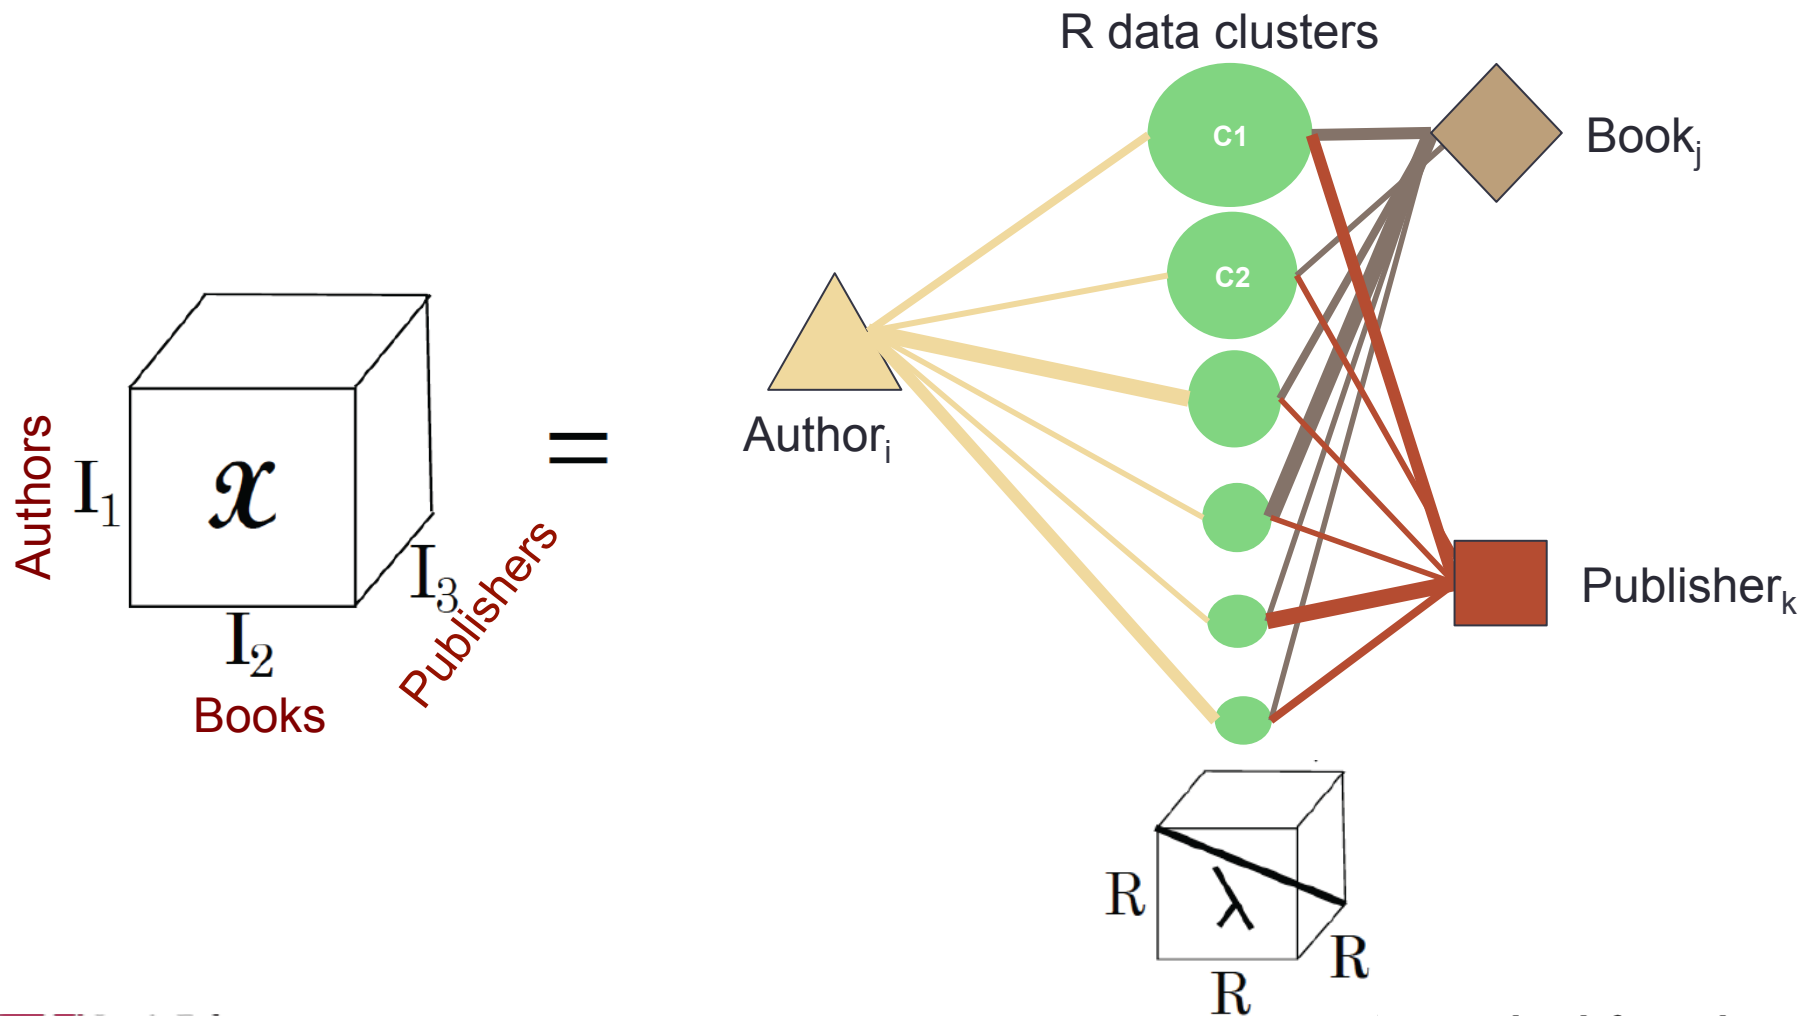 R data clusters
C1
Book_j
C2
Author_i
Authors
I_1
𝒳
=
I_3
Publishers
I_2
Books
Publisher_k
R
λ
R
R